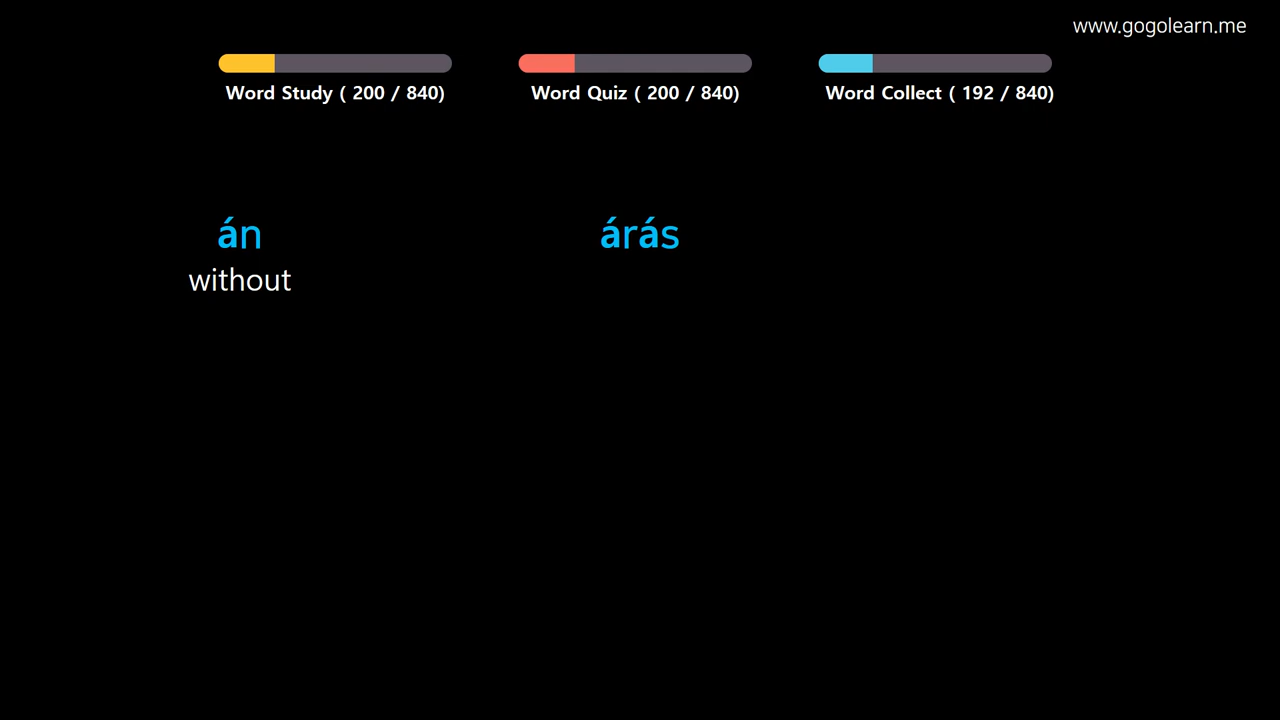 www.gogolearn.me
Word Study ( 200 / 840)
Word Quiz ( 200 / 840)
Word Collect ( 192 / 840)
án
without
árás